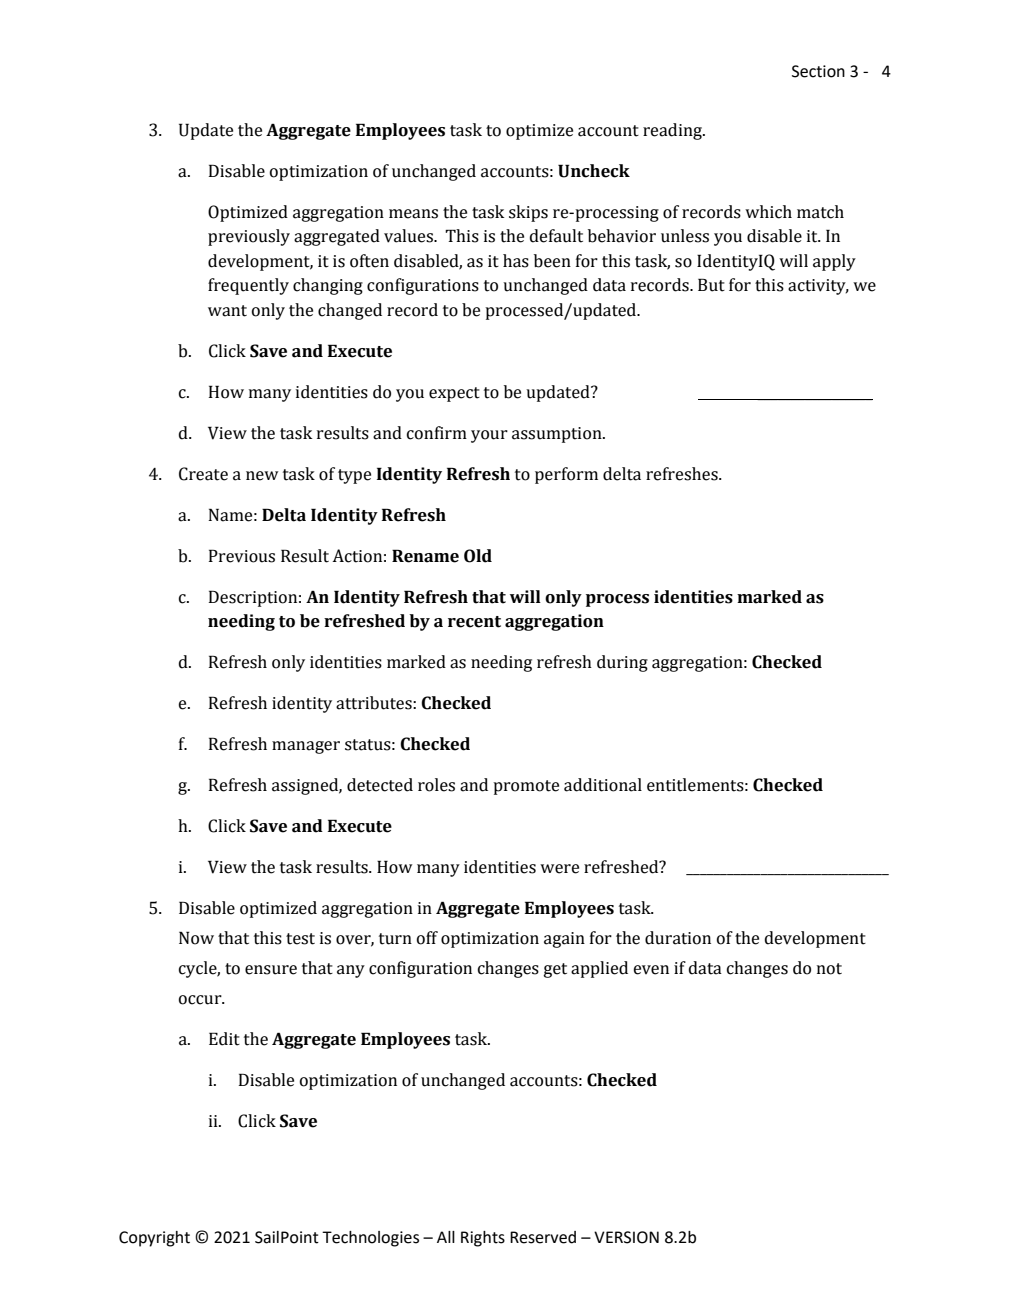 Section 3 - 4
3. Update the Aggregate Employees task to optimize account reading.
a. Disable optimization of unchanged accounts: Uncheck
Optimized aggregation means the task skips re-processing of records which match
previously aggregated values. This is the default behavior unless you disable it. In
development, it is often disabled, as it has been for this task, so IdentityIQ will apply
frequently changing configurations to unchanged data records. But for this activity, we
want only the changed record to be processed/updated.
b. Click Save and Execute
c. How many identities do you expect to be updated? ____________________
d. View the task results and confirm your assumption.
4. Create a new task of type Identity Refresh to perform delta refreshes.
a. Name: Delta Identity Refresh
b. Previous Result Action: Rename Old
c. Description: An Identity Refresh that will only process identities marked as
needing to be refreshed by a recent aggregation
d. Refresh only identities marked as needing refresh during aggregation: Checked
e. Refresh identity attributes: Checked
f. Refresh manager status: Checked
g. Refresh assigned, detected roles and promote additional entitlements: Checked
h. Click Save and Execute
i. View the task results. How many identities were refreshed? _______________________
5. Disable optimized aggregation in Aggregate Employees task.
Now that this test is over, turn off optimization again for the duration of the development
cycle, to ensure that any configuration changes get applied even if data changes do not
occur.
a. Edit the Aggregate Employees task.
i. Disable optimization of unchanged accounts: Checked
ii. Click Save
Copyright © 2021 SailPoint Technologies – All Rights Reserved – VERSION 8.2b